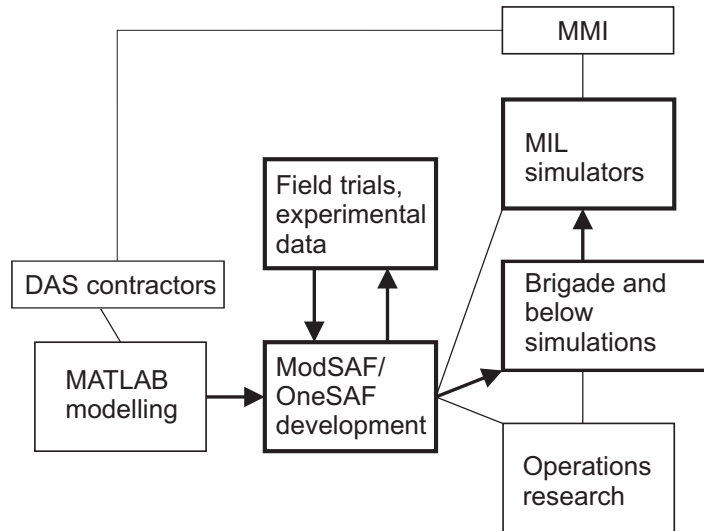 MMI
MIL
simulators
Field trials,
experimental
data
DAS contractors
Brigade and
below
simulations
MATLAB
modelling
ModSAF/
OneSAF
development
Operations
research